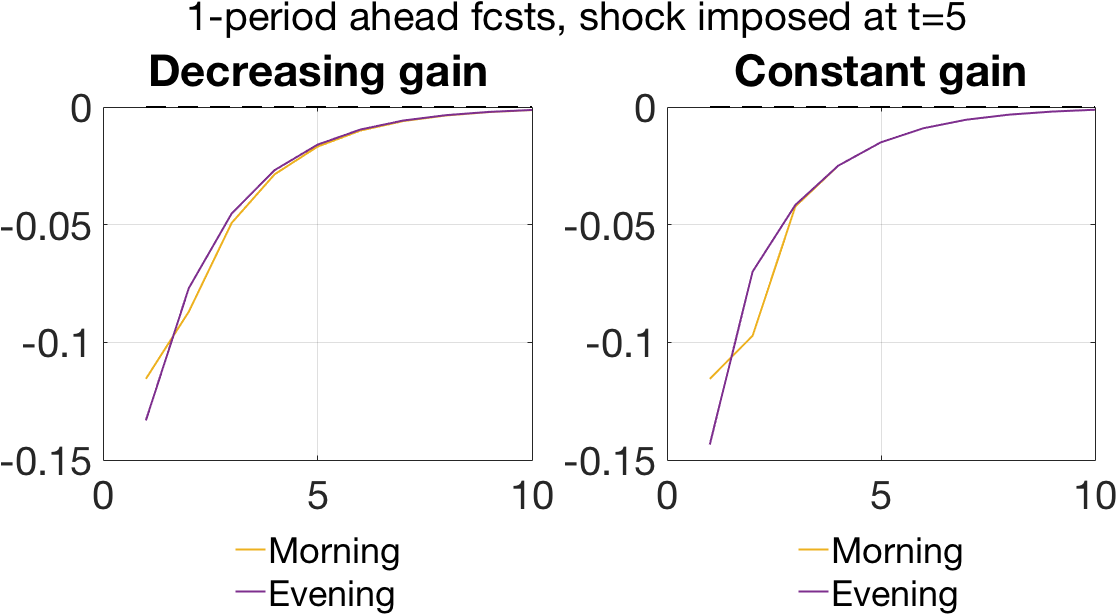 1-period ahead fcsts, shock imposed at t=5
Decreasing gain
0
-0.05
-0.1
-0.15
0 5 10
Morning
Evening
Constant gain
0
-0.05
-0.1
-0.15
0 5 10
Morning
Evening